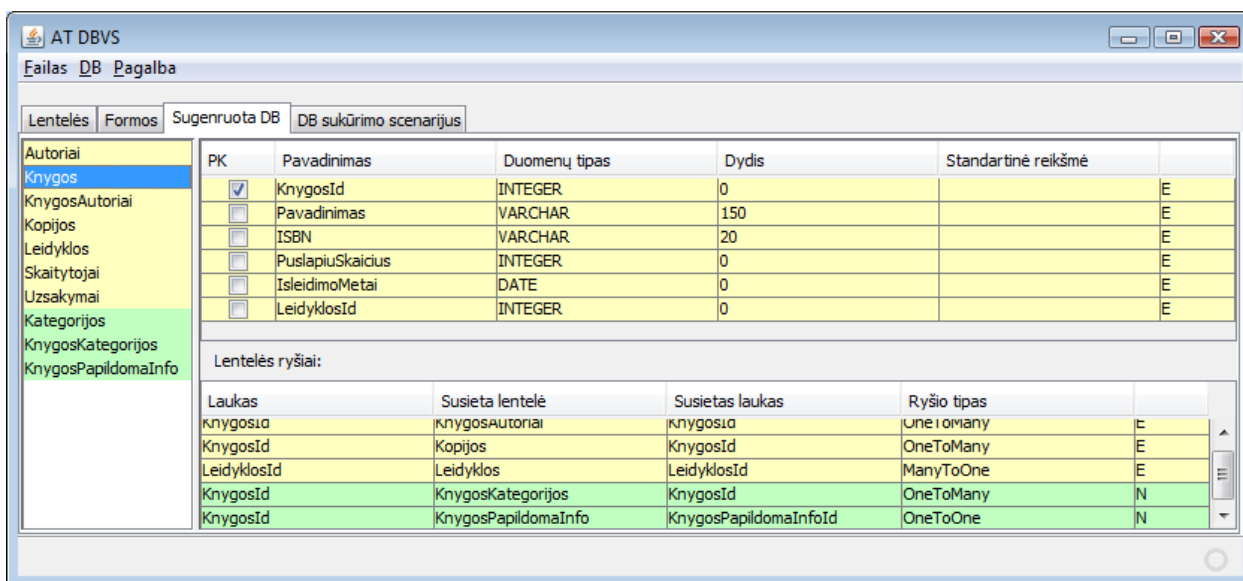 AT DBVS
Failas DB Pagalba
Lentelės Formos Sugenruota DB DB sukūrimo scenarijus
Autoriai
Knygos
KnygosAutoriai
Kopijos
Leidyklos
Skaitytojai
Uzsakymai
Kategorijos
KnygosKategorijos
KnygosPapildomaInfo
PK Pavadinimas Duomenų tipas Dydis Standartinė reikšmė
KnygosId INTEGER 0 E
Pavadinimas VARCHAR 150 E
ISBN VARCHAR 20 E
PuslapiuSkaicius INTEGER 0 E
IsleidimoMetai DATE 0 E
LeidyklosId INTEGER 0 E
Lentelės ryšiai:
Laukas Susieta lentelė Susietas laukas Ryšio tipas
KnygosId KnygosAutoriai KnygosId OneToMany E
KnygosId Kopijos KnygosId OneToMany E
LeidyklosId Leidyklos LeidyklosId ManyToOne E
KnygosId KnygosKategorijos KnygosId OneToMany N
KnygosId KnygosPapildomaInfo KnygosPapildomaInfoId OneToOne N